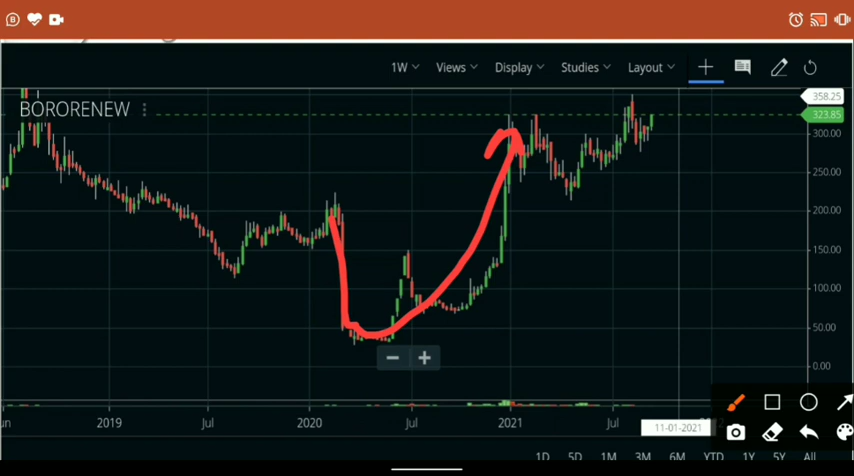 1W Views Display Studies Layout
BORORENEW
358.25
323.85
300.00
250.00
200.00
150.00
100.00
50.00
0.00
2019 Jul 2020 Jul 2021 Jul
11-01-2021
1D 5D 1M 3M 6M YTD 1Y 5Y All